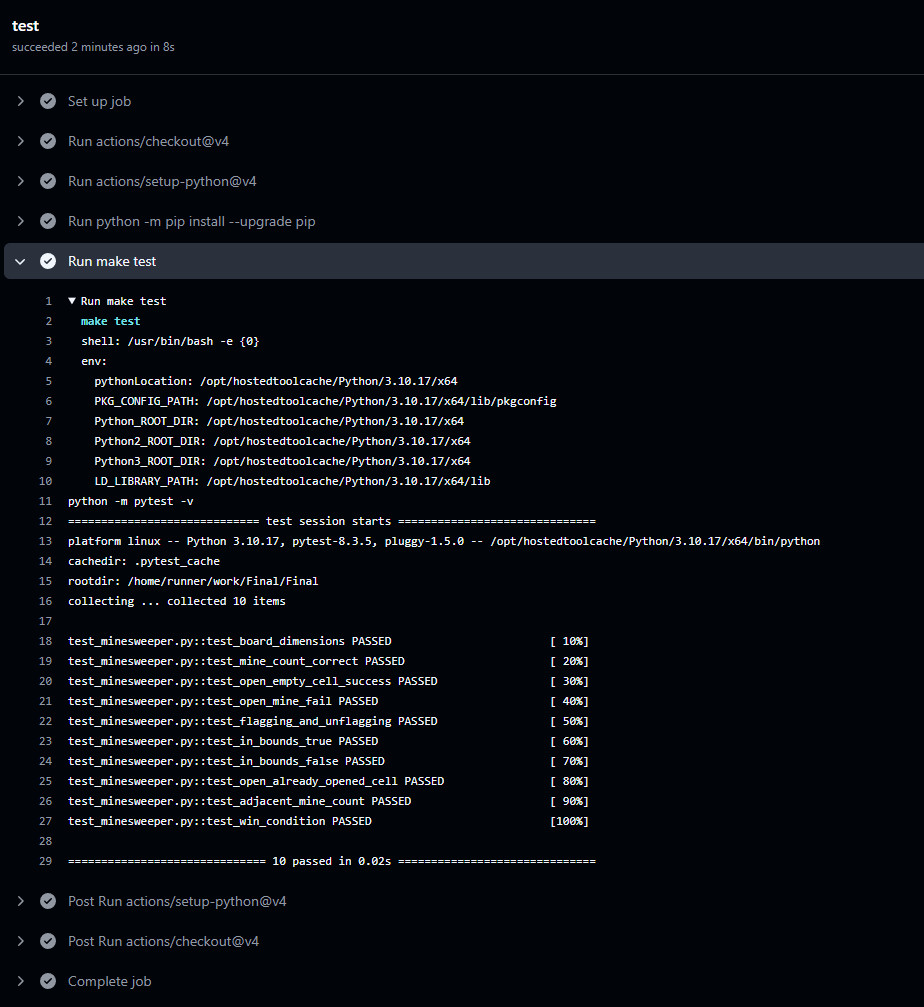 test
succeeded 2 minutes ago in 8s
Set up job
Run actions/checkout@v4
Run actions/setup-python@v4
Run python -m pip install --upgrade pip
Run make test
1 ▼ Run make test
2 make test
3 shell: /usr/bin/bash -e {0}
4 env:
5 pythonLocation: /opt/hostedtoolcache/Python/3.10.17/x64
6 PKG_CONFIG_PATH: /opt/hostedtoolcache/Python/3.10.17/x64/lib/pkgconfig
7 Python_ROOT_DIR: /opt/hostedtoolcache/Python/3.10.17/x64
8 Python2_ROOT_DIR: /opt/hostedtoolcache/Python/3.10.17/x64
9 Python3_ROOT_DIR: /opt/hostedtoolcache/Python/3.10.17/x64
10 LD_LIBRARY_PATH: /opt/hostedtoolcache/Python/3.10.17/x64/lib
11 python -m pytest -v
12 ============================= test session starts ==============================
13 platform linux -- Python 3.10.17, pytest-8.3.5, pluggy-1.5.0 -- /opt/hostedtoolcache/Python/3.10.17/x64/bin/python
14 cachedir: .pytest_cache
15 rootdir: /home/runner/work/Final/Final
16 collecting ... collected 10 items
17
18 test_minesweeper.py::test_board_dimensions PASSED [ 10%]
19 test_minesweeper.py::test_mine_count_correct PASSED [ 20%]
20 test_minesweeper.py::test_open_empty_cell_success PASSED [ 30%]
21 test_minesweeper.py::test_open_mine_fail PASSED [ 40%]
22 test_minesweeper.py::test_flagging_and_unflagging PASSED [ 50%]
23 test_minesweeper.py::test_in_bounds_true PASSED [ 60%]
24 test_minesweeper.py::test_in_bounds_false PASSED [ 70%]
25 test_minesweeper.py::test_open_already_opened_cell PASSED [ 80%]
26 test_minesweeper.py::test_adjacent_mine_count PASSED [ 90%]
27 test_minesweeper.py::test_win_condition PASSED [100%]
28
29 ============================== 10 passed in 0.02s ==============================
Post Run actions/setup-python@v4
Post Run actions/checkout@v4
Complete job